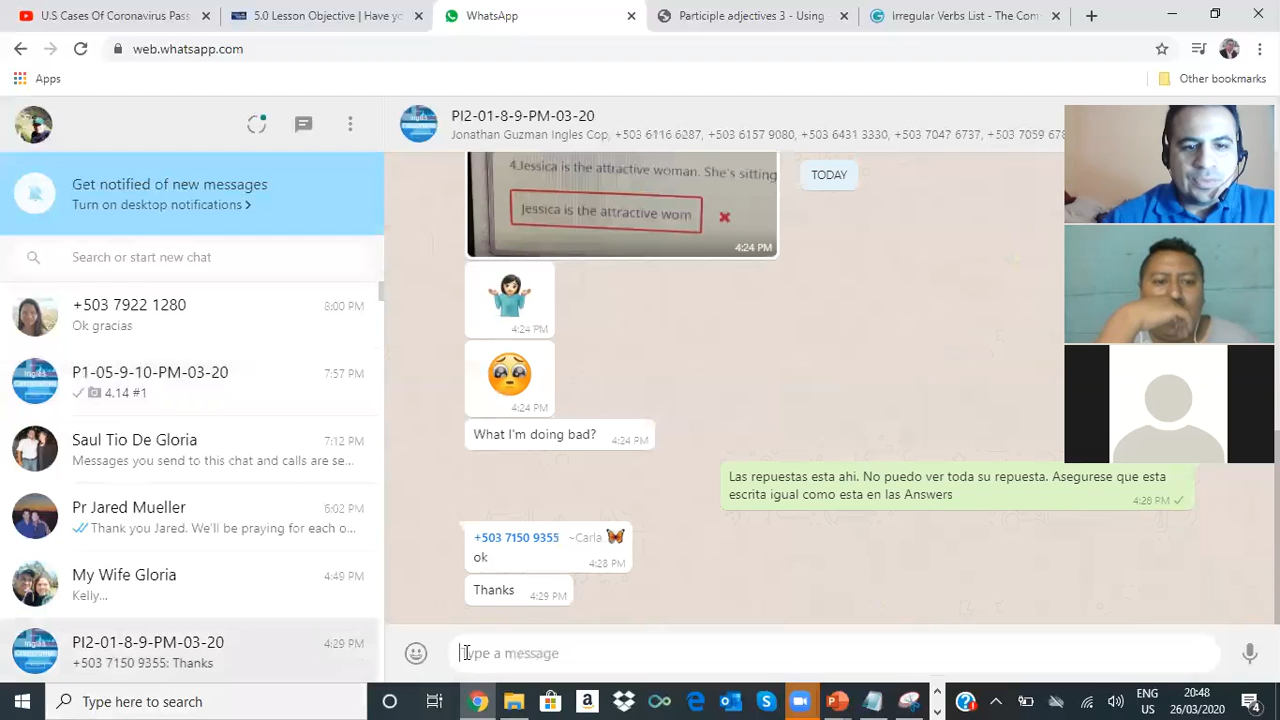 U.S Cases Of Coronavirus Pa
5.0 Lesson Objective | Have yo
WhatsApp
Participle adjectives 3 - Using
Irregular Verbs List - The Com
web.whatsapp.com
Apps
Other bookmarks
PI2-01-8-9-PM-03-20
Jonathan Guzman Ingles Cop, +503 6116 6287, +503 6157 9080, +503 6431 3330, +503 7047 6737, +503 7059 678
Get notified of new messages
Turn on desktop notifications >
Search or start new chat
+503 7922 1280
8:00 PM
Ok gracias
P1-05-9-10-PM-03-20
7:57 PM
4.14 #1
Saul Tio De Gloria
7:12 PM
Messages you send to this chat and calls are se...
Pr Jared Mueller
6:02 PM
Thank you Jared. We'll be praying for each o...
My Wife Gloria
4:49 PM
Kelly...
PI2-01-8-9-PM-03-20
4:29 PM
+503 7150 9355: Thanks
TODAY
4.Jessica is the attractive woman. She's sitting
Jessica is the attractive wom
4:24 PM
4:24 PM
4:24 PM
What I'm doing bad?
4:24 PM
Las repuestas esta ahi. No puedo ver toda su repuesta. Asegurese que esta
escrita igual como esta en las Answers
4:28 PM
+503 7150 9355 ~Carla
ok
4:28 PM
Thanks
4:29 PM
Type a message
Type here to search
ENG
US
20:48
26/03/2020
4